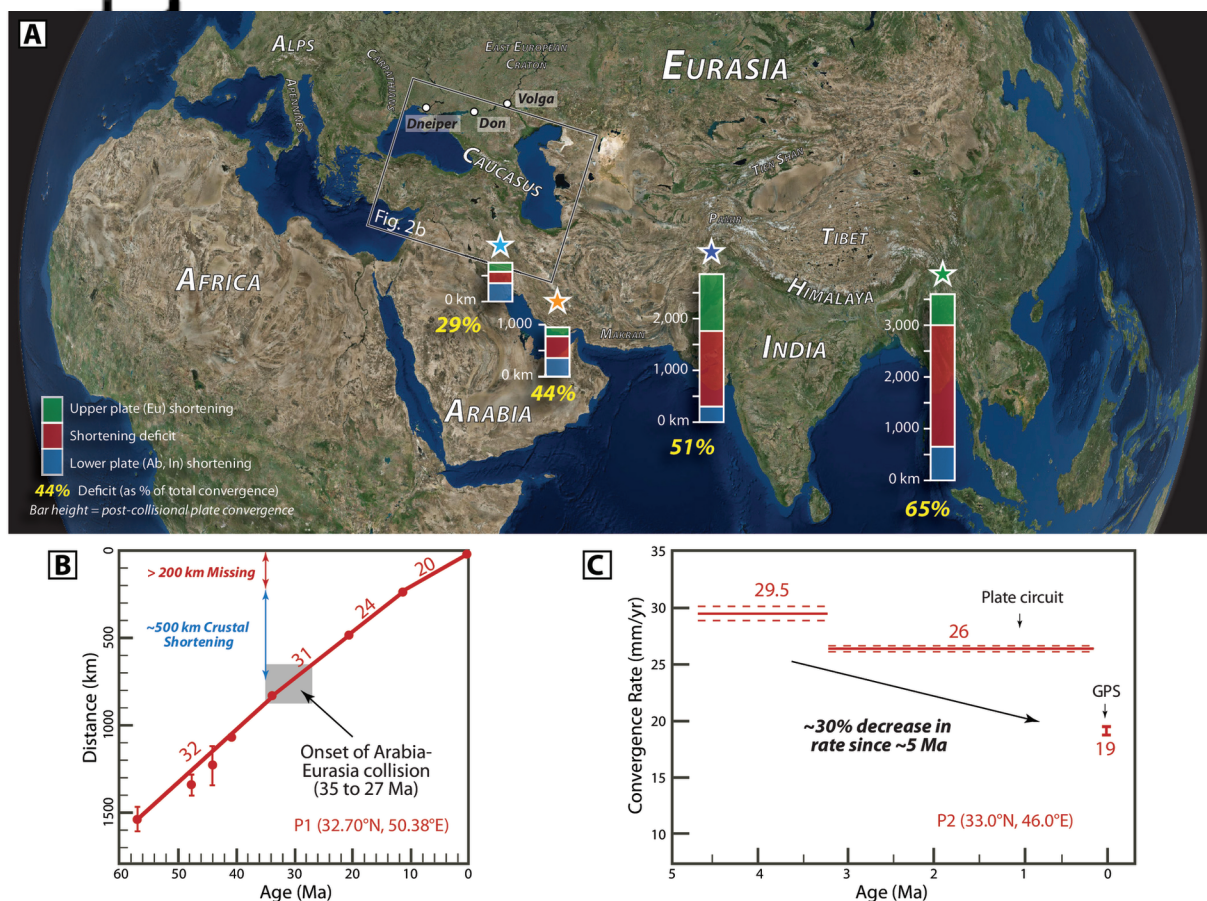 A
ALPS
CARPATHIANS
APENNINES
EAST EUROPEAN
CRATON
EURASIA
Volga
Dneiper
Don
CAUCASUS
TIEN SHAN
Fig. 2b
PAMIR
TIBET
AFRICA
HIMALAYA
0 km
29%
1,000
0 km
44%
MAKRAN
2,000
1,000
0 km
51%
INDIA
3,000
2,000
1,000
0 km
65%
ARABIA
Upper plate (Eu) shortening
Shortening deficit
Lower plate (Ab, In) shortening
44% Deficit (as % of total convergence)
Bar height = post-collisional plate convergence
B
0
500
1000
1500
Distance (km)
> 200 km Missing
~500 km Crustal
Shortening
20
24
31
32
Onset of Arabia-
Eurasia collision
(35 to 27 Ma)
P1 (32.70°N, 50.38°E)
60 50 40 30 20 10 0
Age (Ma)
C
35
30
25
20
15
10
Convergence Rate (mm/yr)
29.5
Plate circuit
26
GPS
19
~30% decrease in
rate since ~5 Ma
P2 (33.0°N, 46.0°E)
5 4 3 2 1 0
Age (Ma)